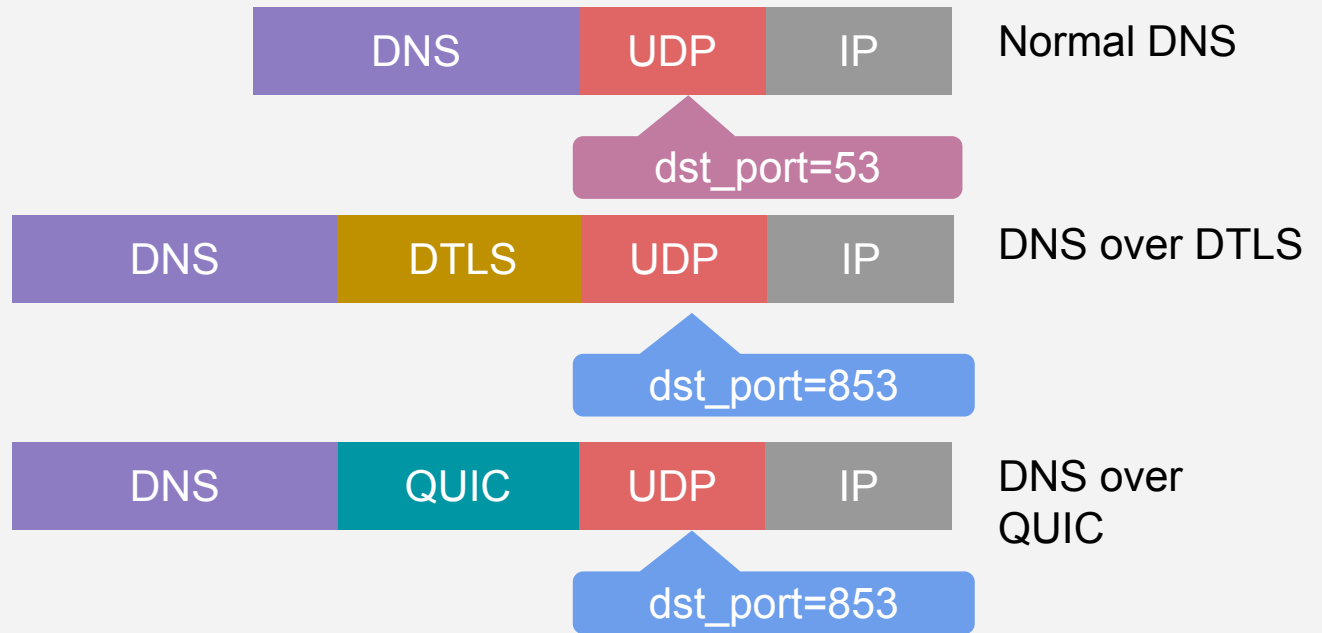 DNS UDP IP Normal DNS
dst_port=53
DNS DTLS UDP IP DNS over DTLS
dst_port=853
DNS QUIC UDP IP DNS over
QUIC
dst_port=853